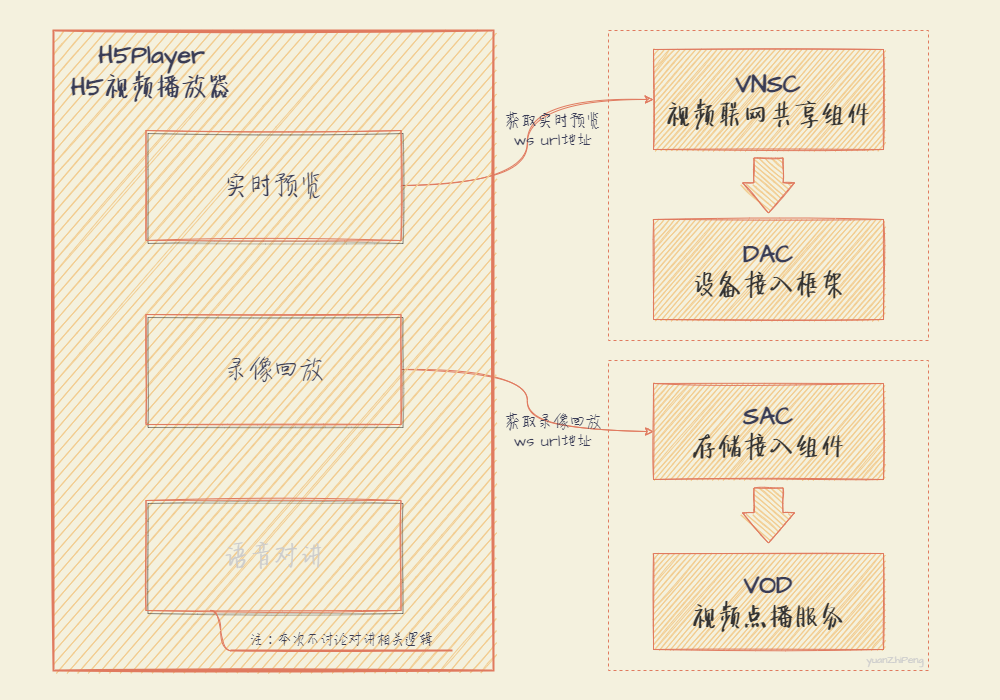 H5Player
H5视频播放器
实时预览
录像回放
语音对讲
注：本次不讨论对讲相关逻辑
获取实时预览
ws url地址
获取录像回放
ws url地址
VNSC
视频联网共享组件
DAC
设备接入框架
SAC
存储接入组件
VOD
视频点播服务
yuanZhiPeng